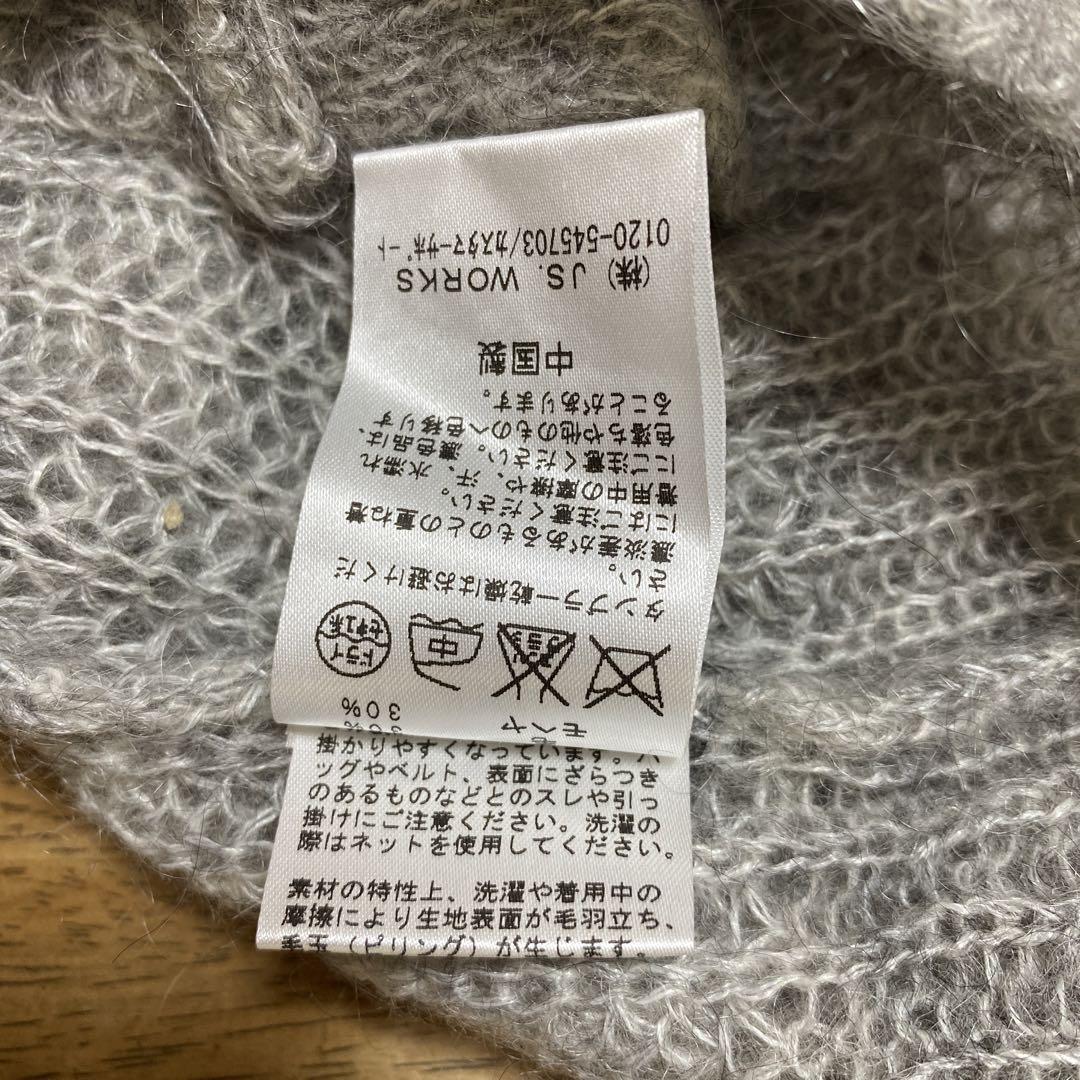 モヘヤ 30%
中
ドライ
セキユ系
タンブラー乾燥はお避けくだ
さい。
濃淡差があるものとの重ね着
にはご注意ください。
着用中の摩擦や、汗、水濡れ
にご注意ください。濃色品は、
色落ちや他のものへ色移りす
ることがあります。
中国製
(株) JS. WORKS
0120-545703/カスタマーサポート
掛かりやすくなっています。バ
ッグやベルト、表面にざらつき
のあるものなどとのスレや引っ
掛けにご注意ください。洗濯の
際はネットを使用してください。
素材の特性上、洗濯や着用中の
摩擦により生地表面が毛羽立ち、
毛玉（ピリング）が生じます。